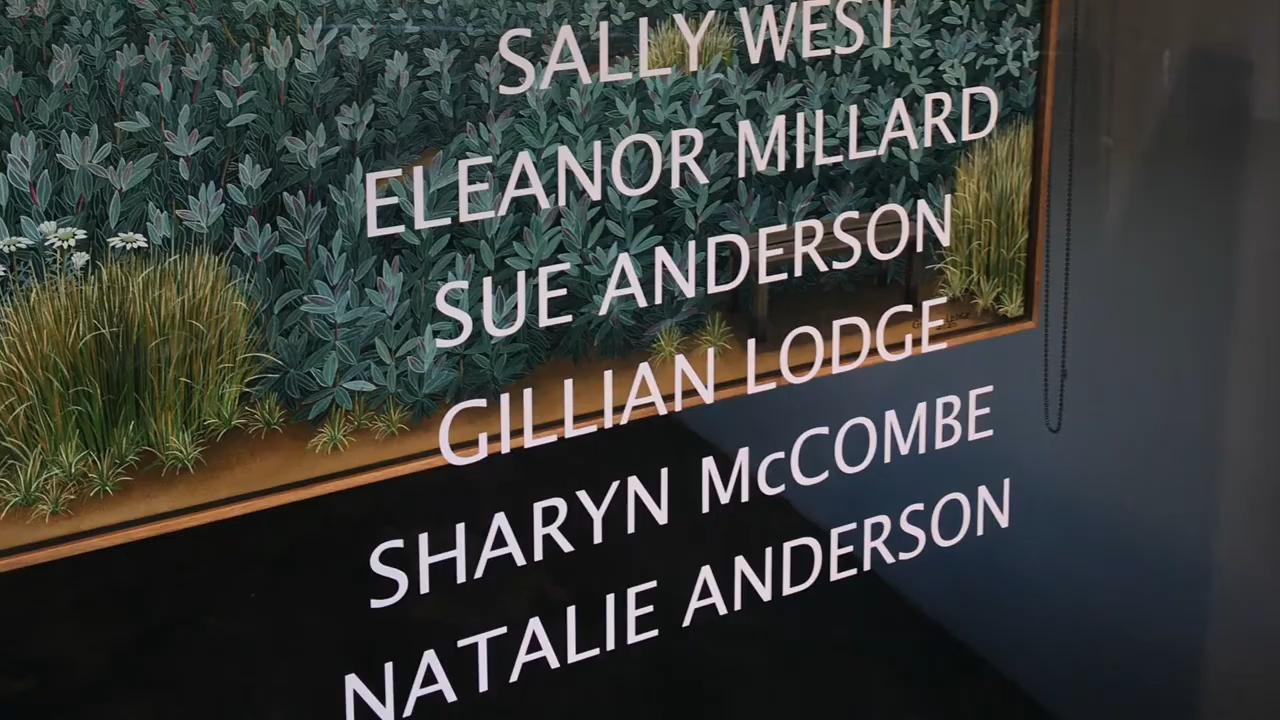 SALLY WEST
ELEANOR MILLARD
SUE ANDERSON
GILLIAN LODGE
SHARYN McCOMBE
NATALIE ANDERSON